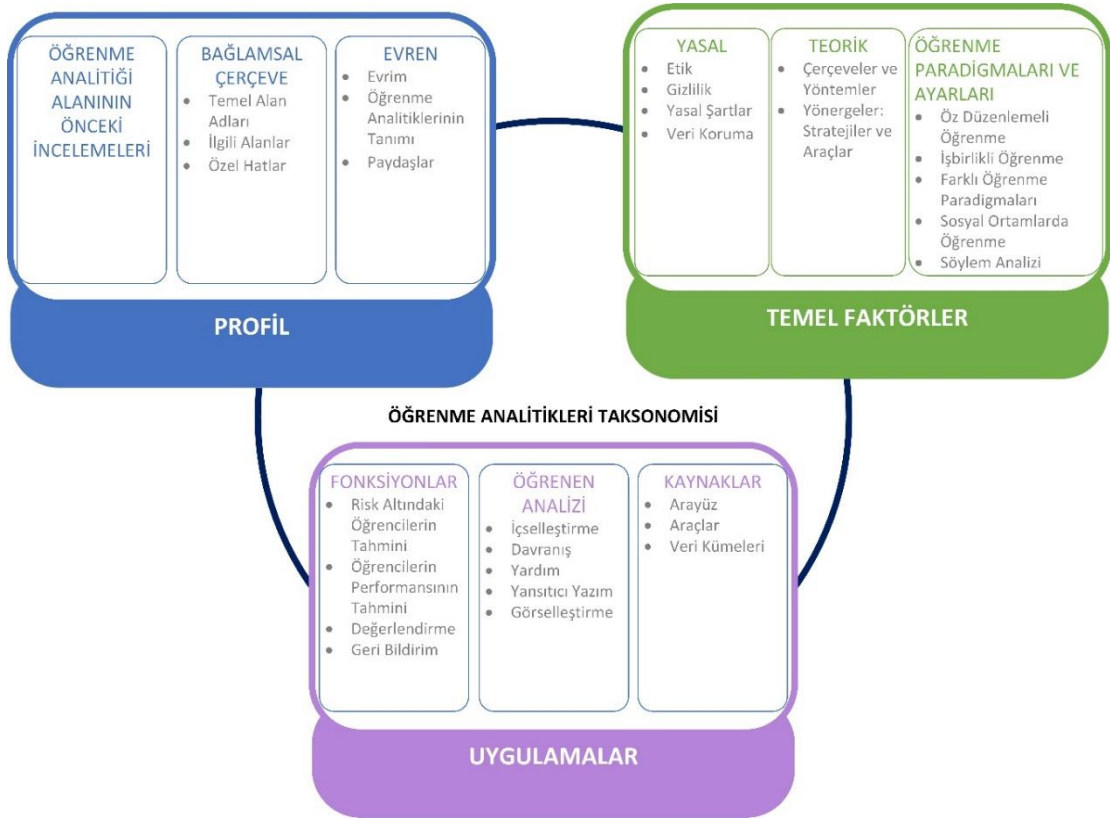 ÖĞRENME
ANALİTİĞİ
ALANININ
ÖNCEKİ
İNCELEMELERİ
BAĞLAMSAL
ÇERÇEVE
• Temel Alan
Adları
• İlgili Alanlar
• Özel Hatlar
EVREN
• Evrim
• Öğrenme
Analitiklerinin
Tanımı
• Paydaşlar
PROFİL
YASAL
• Etik
• Gizlilik
• Yasal Şartlar
• Veri Koruma
TEORİK
• Çerçeveler ve
Yöntemler
• Yönergeler:
Stratejiler ve
Araçlar
ÖĞRENME
PARADİGMALARI VE
AYARLARI
• Öz Düzenlemeli
Öğrenme
• İşbirlikli Öğrenme
• Farklı Öğrenme
Paradigmaları
• Sosyal Ortamlarda
Öğrenme
• Söylem Analizi
TEMEL FAKTÖRLER
ÖĞRENME ANALİTİKLERİ TAKSONOMİSİ
FONKSİYONLAR
• Risk Altındaki
Öğrencilerin
Tahmini
• Öğrencilerin
Performansının
Tahmini
• Değerlendirme
• Geri Bildirim
ÖĞRENEN
ANALİZİ
• İçselleştirme
• Davranış
• Yardım
• Yansıtıcı Yazım
• Görselleştirme
KAYNAKLAR
• Arayüz
• Araçlar
• Veri Kümeleri
UYGULAMALAR